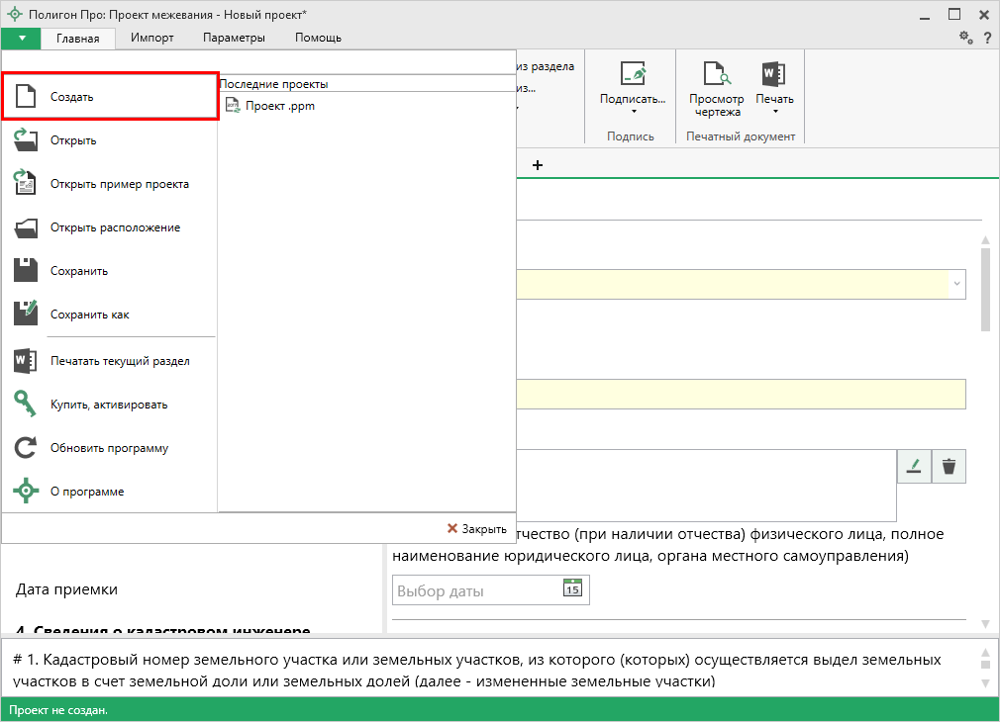 Полигон Про: Проект межевания - Новый проект*
Главная Импорт Параметры Помощь
?
Создать
Открыть
Открыть пример проекта
Открыть расположение
Сохранить
Сохранить как
Печатать текущий раздел
Купить, активировать
Обновить программу
О программе
Последние проекты
Проект .ppm
Закрыть
из раздела
из...
Подписать...
Подпись
Просмотр
чертежа
Печать
Печатный документ
+
(при наличии отчества) физического лица, полное
наименование юридического лица, органа местного самоуправления)
Дата приемки
Выбор даты
15
4. Сведения о кадастровом инженере
# 1. Кадастровый номер земельного участка или земельных участков, из которого (которых) осуществляется выдел земельных
участков в счет земельной доли или земельных долей (далее - измененные земельные участки)
Проект не создан.